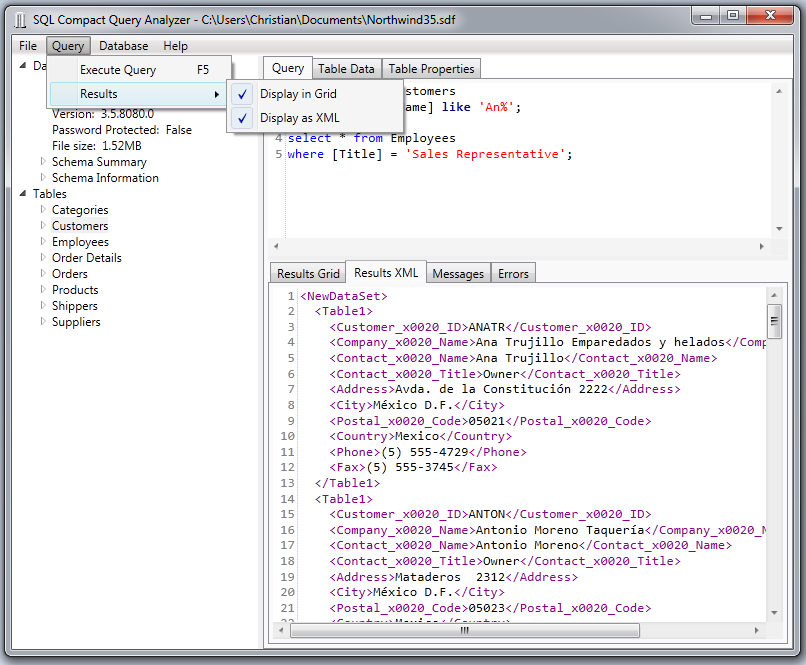 SQL Compact Query Analyzer - C:\Users\Christian\Documents\Northwind35.sdf
File Query Database Help
Execute Query F5
Results
Display in Grid
Display as XML
Da
Version: 3.5.8080.0
Password Protected: False
File size: 1.52MB
Schema Summary
Schema Information
Tables
Categories
Customers
Employees
Order Details
Orders
Products
Shippers
Suppliers
Query Table Data Table Properties
stomers
ame] like 'An%';
4 select * from Employees
5 where [Title] = 'Sales Representative';
Results Grid Results XML Messages Errors
1 <NewDataSet>
2 <Table1>
3 <Customer_x0020_ID>ANATR</Customer_x0020_ID>
4 <Company_x0020_Name>Ana Trujillo Emparedados y helados</Comp
5 <Contact_x0020_Name>Ana Trujillo</Contact_x0020_Name>
6 <Contact_x0020_Title>Owner</Contact_x0020_Title>
7 <Address>Avda. de la Constitución 2222</Address>
8 <City>México D.F.</City>
9 <Postal_x0020_Code>05021</Postal_x0020_Code>
10 <Country>Mexico</Country>
11 <Phone>(5) 555-4729</Phone>
12 <Fax>(5) 555-3745</Fax>
13 </Table1>
14 <Table1>
15 <Customer_x0020_ID>ANTON</Customer_x0020_ID>
16 <Company_x0020_Name>Antonio Moreno Taquería</Company_x0020_N
17 <Contact_x0020_Name>Antonio Moreno</Contact_x0020_Name>
18 <Contact_x0020_Title>Owner</Contact_x0020_Title>
19 <Address>Mataderos  2312</Address>
20 <City>México D.F.</City>
21 <Postal_x0020_Code>05023</Postal_x0020_Code>
<Country>Mexico</Country>